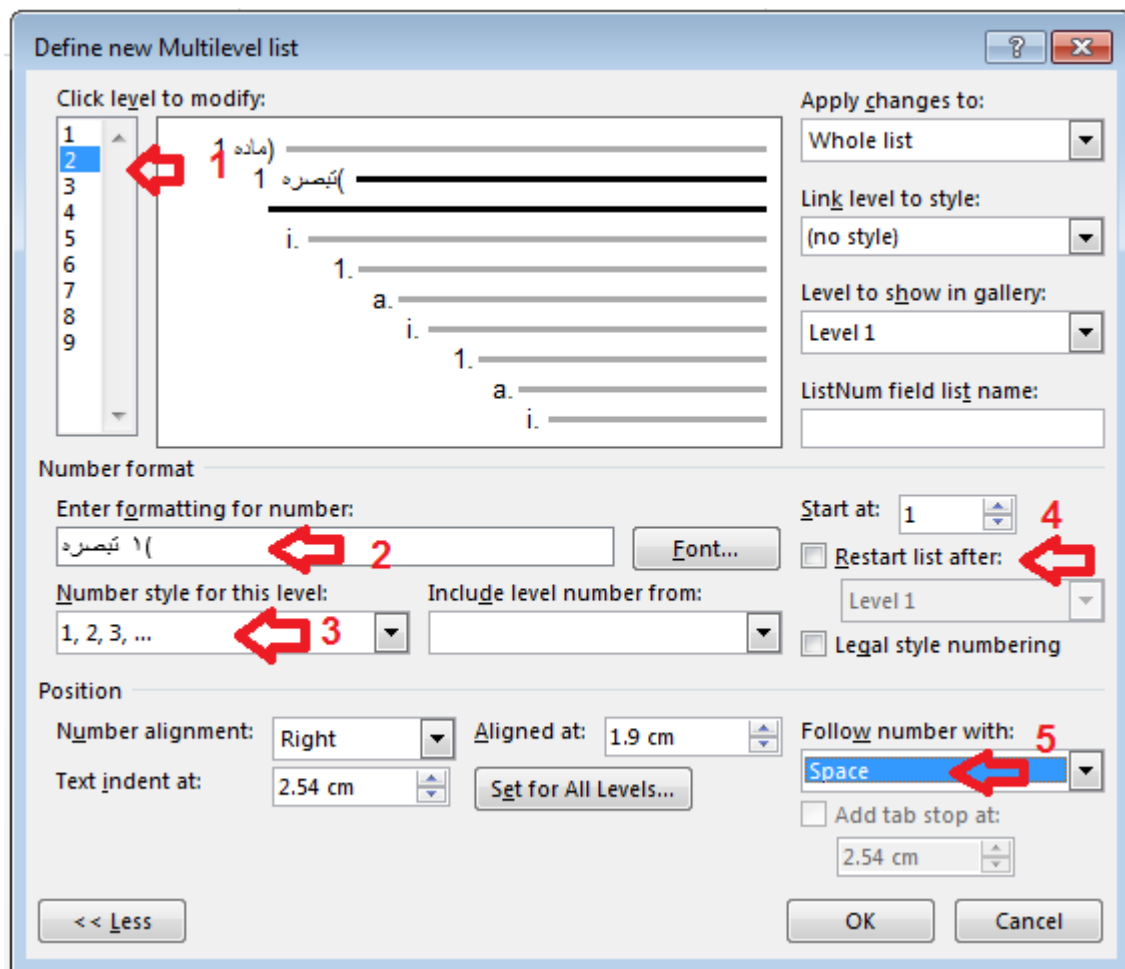 Define new Multilevel list
Click level to modify:
1
2
3
4
5
6
7
8
9
1
ماده 1)
تبصره 1)
i.
1.
a.
i.
1.
a.
i.
Apply changes to:
Whole list
Link level to style:
(no style)
Level to show in gallery:
Level 1
ListNum field list name:
Number format
Enter formatting for number:
تبصره ۱)
2
Font...
Number style for this level:
1, 2, 3, ...
3
Include level number from:
Start at:
1
4
Restart list after:
Level 1
Legal style numbering
Position
Number alignment:
Right
Aligned at:
1.9 cm
Text indent at:
2.54 cm
Set for All Levels...
Follow number with:
5
Space
Add tab stop at:
2.54 cm
<< Less
OK
Cancel